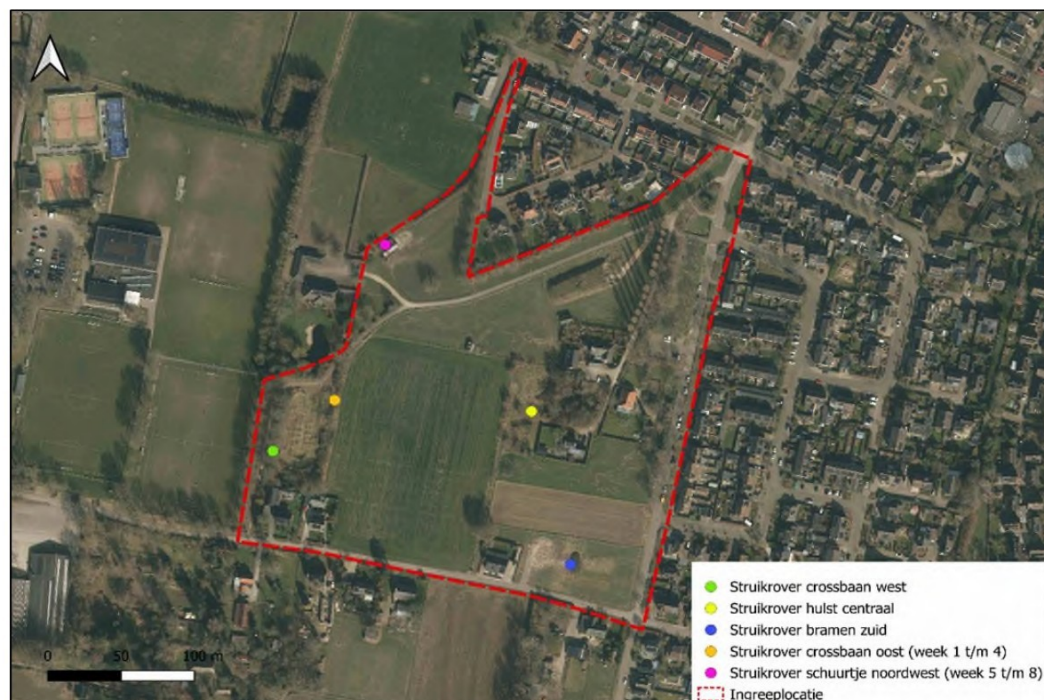 0
50
100 m
Struikrover crossbaan west
Struikrover hulst centraal
Struikrover bramen zuid
Struikrover crossbaan oost (week 1 t/m 4)
Struikrover schuurtje noordwest (week 5 t/m 8)
Ingreeplocatie